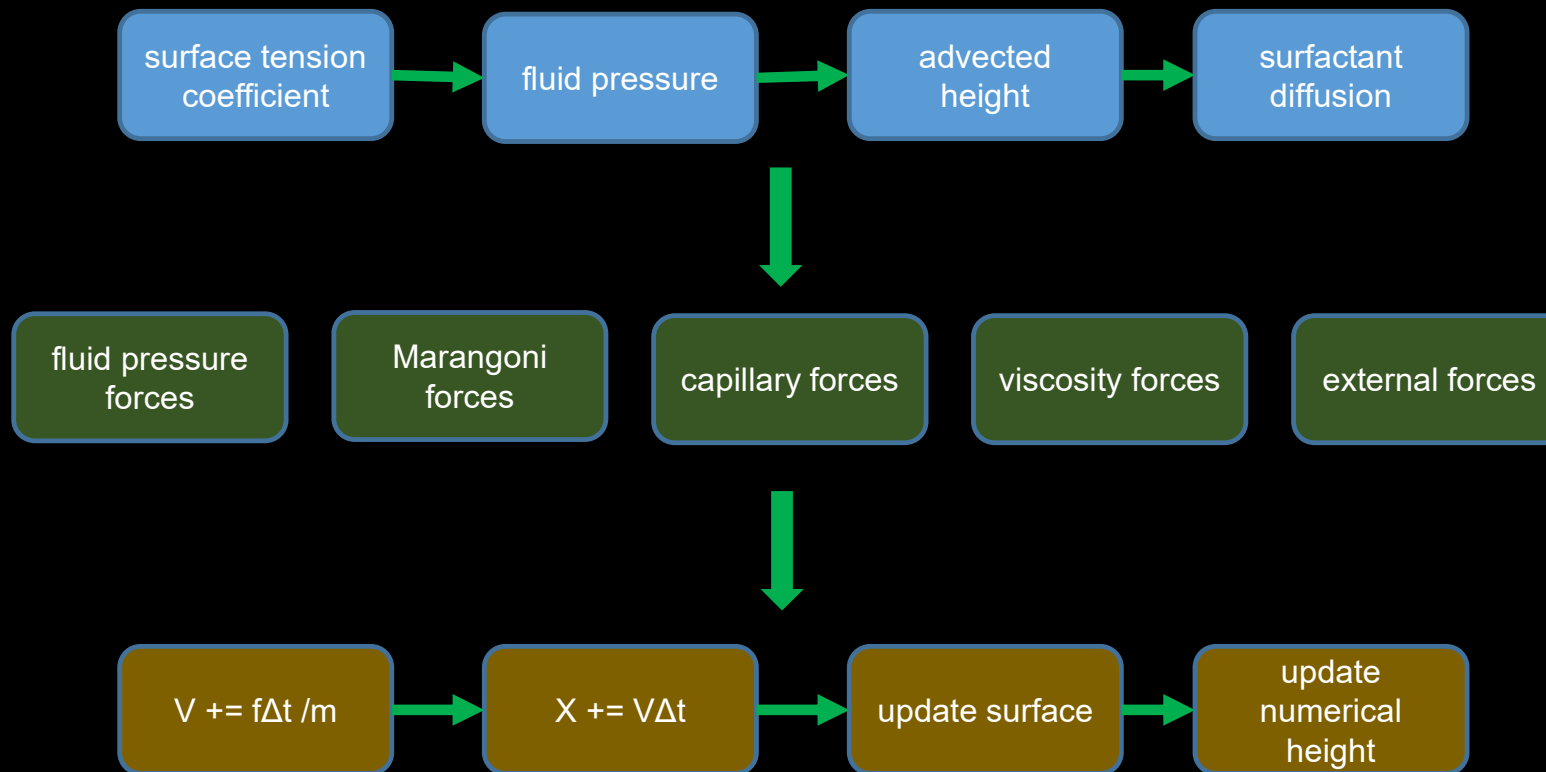 surface tension
coefficient
fluid pressure
advected
height
surfactant
diffusion
fluid pressure
forces
Marangoni
forces
capillary forces
viscosity forces
external forces
V += fΔt /m
X += VΔt
update surface
update
numerical
height